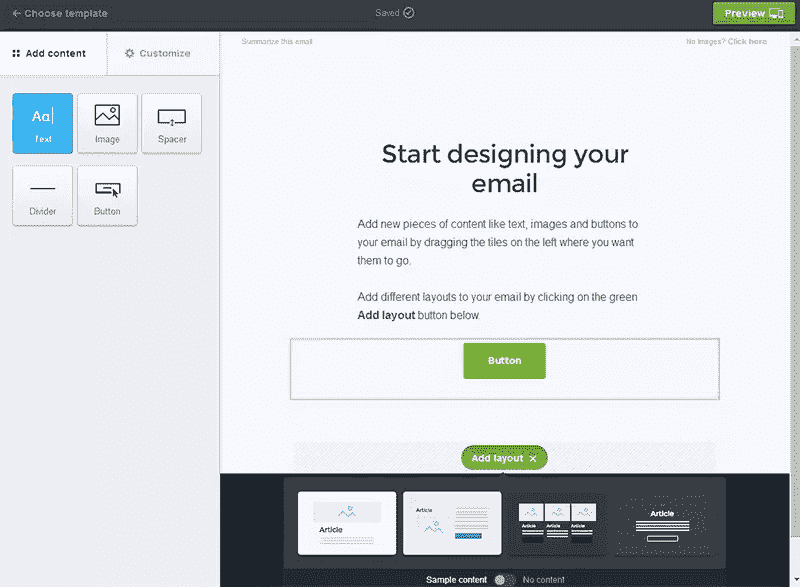 ← Choose template
Saved
Preview
Add content
Customize
Summarize this email
No images? Click here
Aa
Text
Image
Spacer
Divider
Button
Start designing your
email
Add new pieces of content like text, images and buttons to
your email by dragging the tiles on the left where you want
them to go.
Add different layouts to your email by clicking on the green
Add layout button below
Button
Add layout ×
Article
Article
Article
Article
Article
Article
Sample content
No content